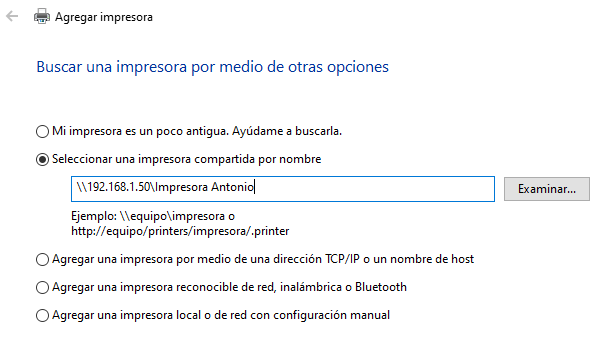 Agregar impresora
Buscar una impresora por medio de otras opciones
Mi impresora es un poco antigua. Ayúdame a buscarla.
Seleccionar una impresora compartida por nombre
\\192.168.1.50\Impresora Antonio
Examinar...
Ejemplo: \\equipo\impresora o
http://equipo/printers/impresora/.printer
Agregar una impresora por medio de una dirección TCP/IP o un nombre de host
Agregar una impresora reconocible de red, inalámbrica o Bluetooth
Agregar una impresora local o de red con configuración manual